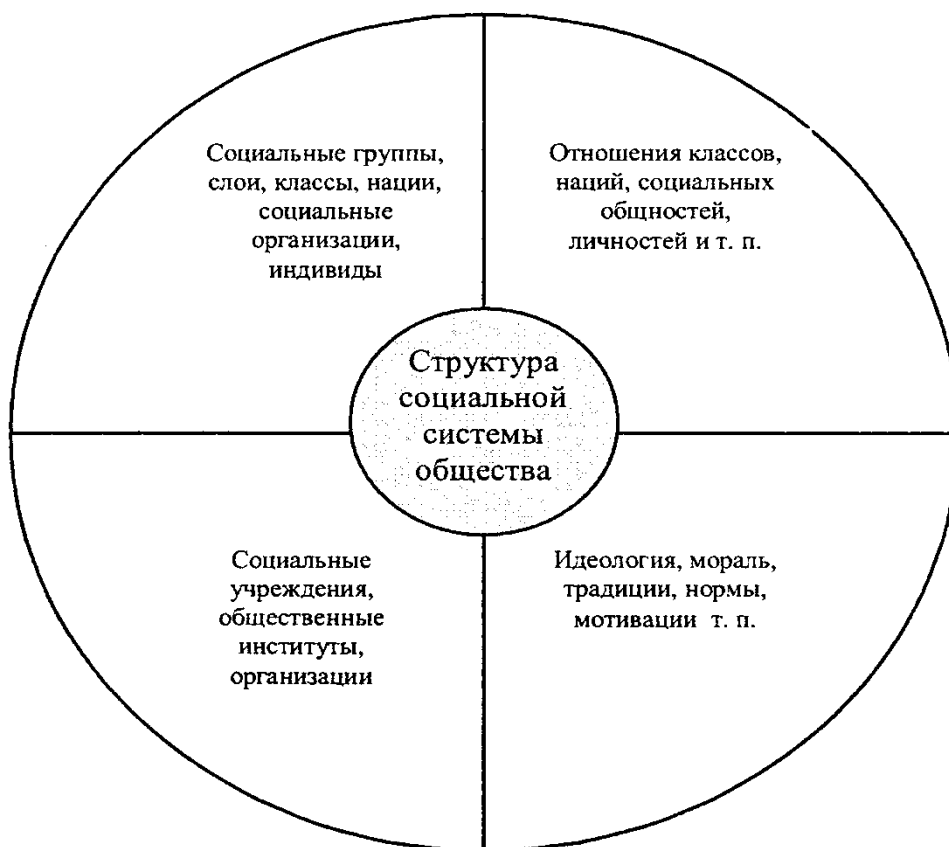 Социальные группы,
слои, классы, нации,
социальные
организации,
индивиды
Отношения классов,
наций, социальных
общностей,
личностей и т. п.
Структура
социальной
системы
общества
Социальные
учреждения,
общественные
институты,
организации
Идеология, мораль,
традиции, нормы,
мотивации т. п.